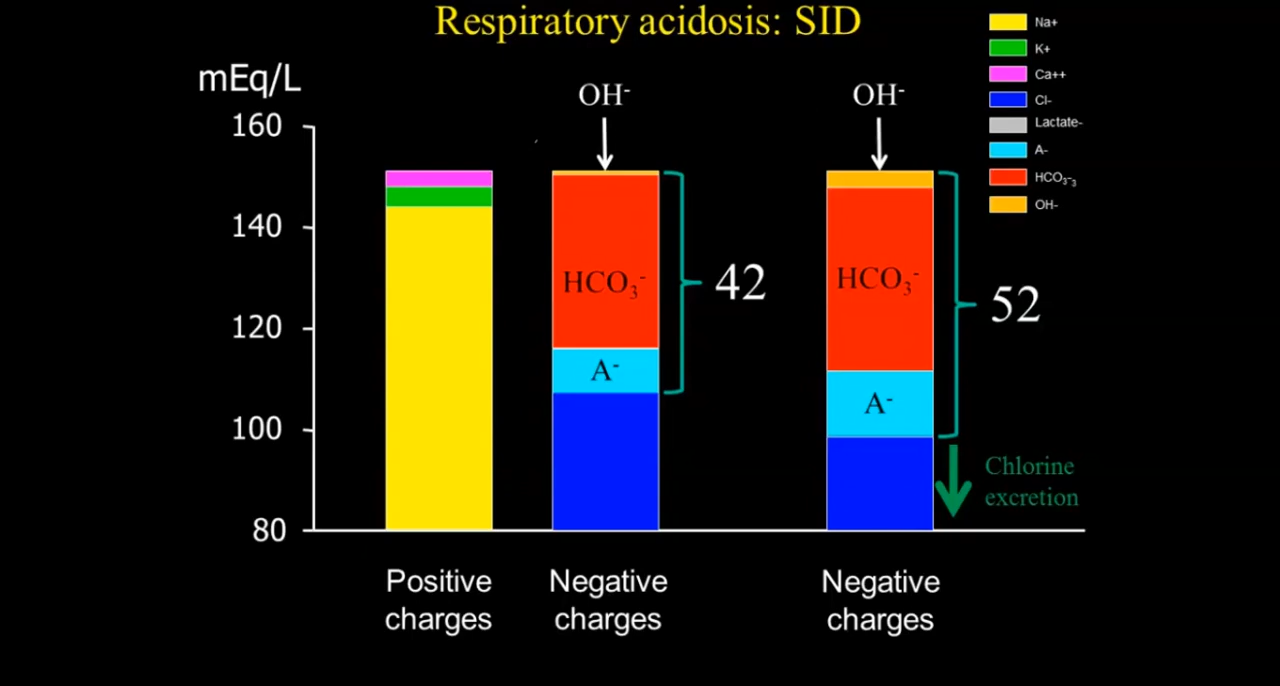 Respiratory acidosis: SID
mEq/L
160
140
120
100
80
OH-
HCO3-
A-
42
OH-
HCO3-
A-
52
Chlorine
excretion
Positive
charges
Negative
charges
Negative
charges
Na+
K+
Ca++
Cl-
Lactate-
A-
HCO3-3
OH-